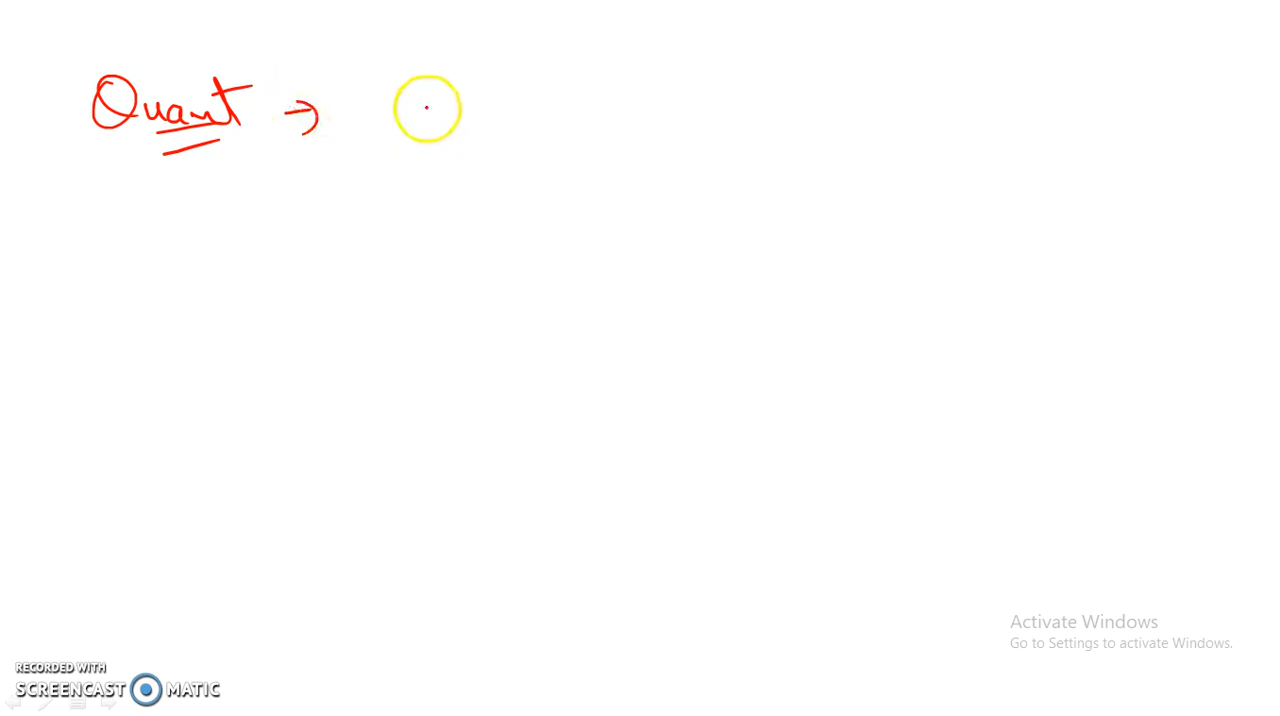 Quant →
Activate Windows
Go to Settings to activate Windows.
RECORDED WITH
SCREENCAST MATIC